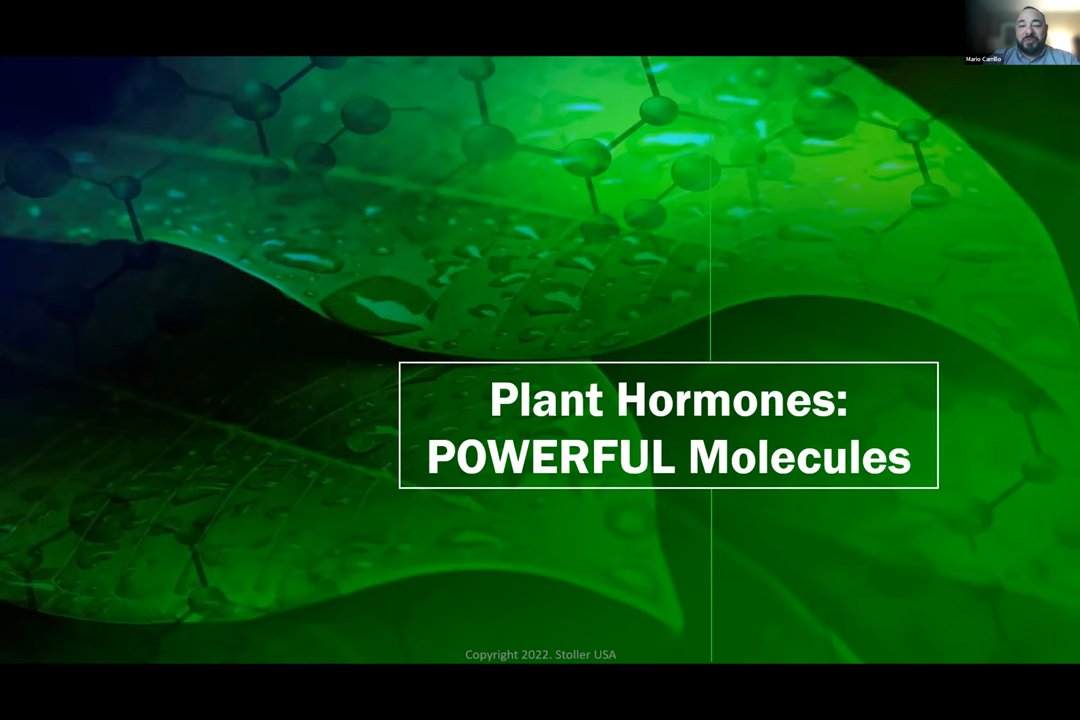 Mario Carrillo
Plant Hormones:
POWERFUL Molecules
Copyright 2022. Stoller USA